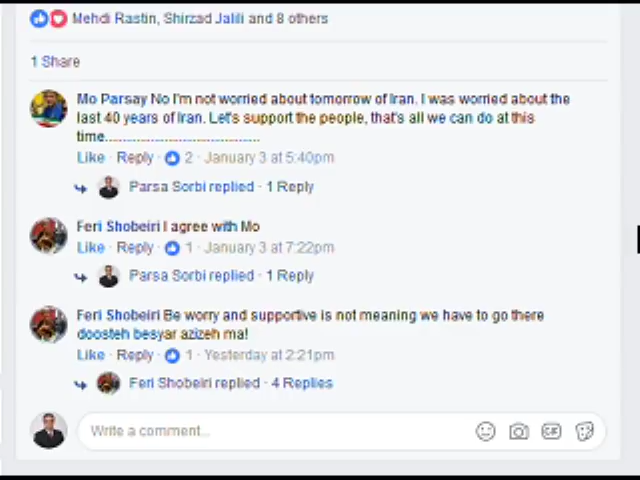 Mehdi Rastin, Shirzad Jalili and 8 others
1 Share
Mo Parsay No I'm not worried about tomorrow of Iran. I was worried about the
last 40 years of Iran. Let's support the people, that's all we can do at this
time.......................................
Like · Reply · 2 · January 3 at 5:40pm
Parsa Sorbi replied · 1 Reply
Feri Shobeiri I agree with Mo
Like · Reply · 1 · January 3 at 7:22pm
Parsa Sorbi replied · 1 Reply
Feri Shobeiri Be worry and supportive is not meaning we have to go there
doosteh besyar azizeh ma!
Like · Reply · 1 · Yesterday at 2:21pm
Feri Shobeiri replied · 4 Replies
Write a comment...
GIF